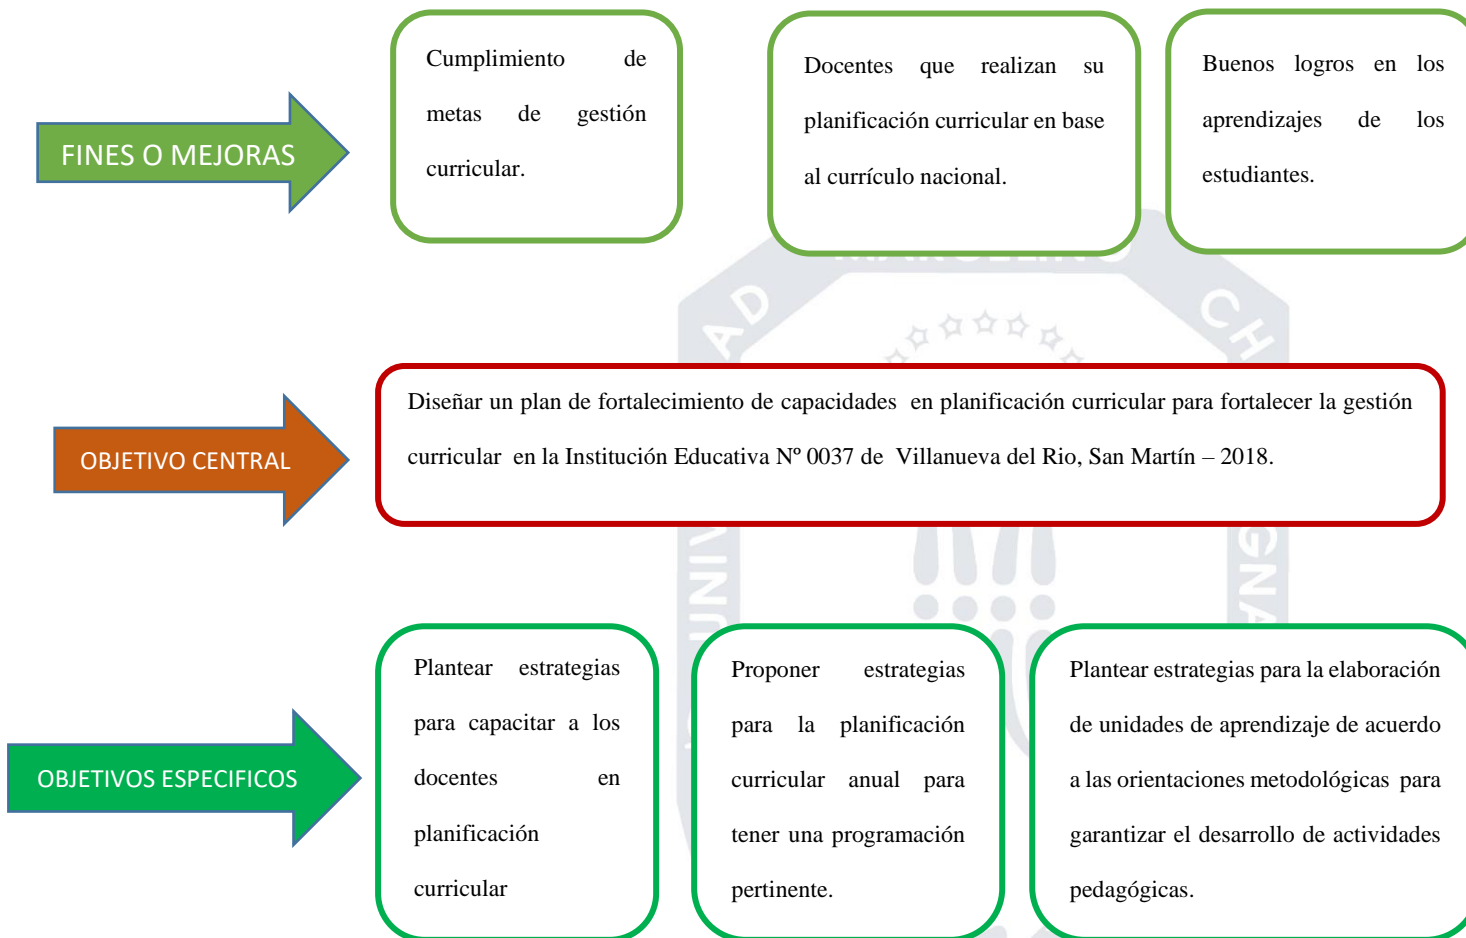 FINES O MEJORAS
Cumplimiento de
metas de gestión
curricular.
Docentes que realizan su
planificación curricular en base
al currículo nacional.
Buenos logros en los
aprendizajes de los
estudiantes.
AD
CH
OBJETIVO CENTRAL
Diseñar un plan de fortalecimiento de capacidades en planificación curricular para fortalecer la gestión
curricular en la Institución Educativa Nº 0037 de Villanueva del Rio, San Martín – 2018.
UNIV
GNA
OBJETIVOS ESPECIFICOS
Plantear estrategias
para capacitar a los
docentes en
planificación
curricular
Proponer estrategias
para la planificación
curricular anual para
tener una programación
pertinente.
Plantear estrategias para la elaboración
de unidades de aprendizaje de acuerdo
a las orientaciones metodológicas para
garantizar el desarrollo de actividades
pedagógicas.